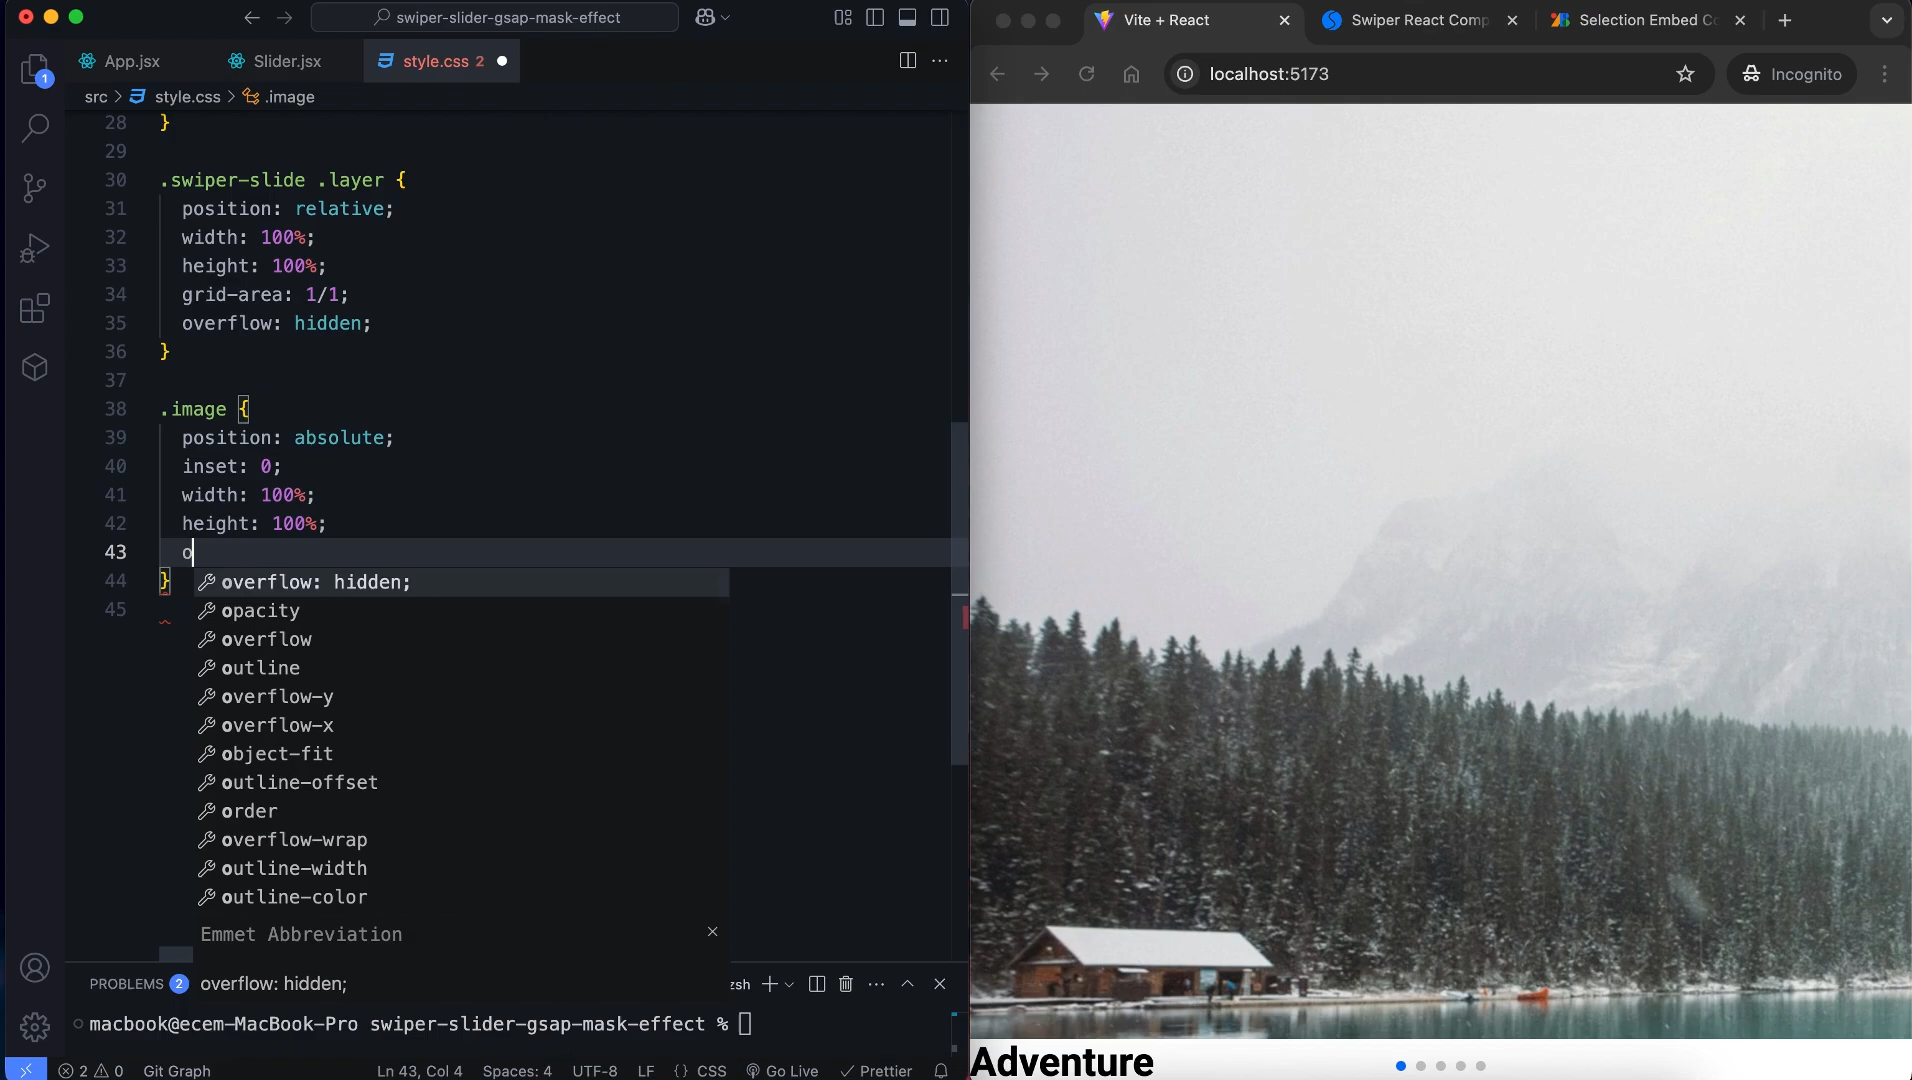 swiper-slider-gsap-mask-effect
App.jsx
Slider.jsx
style.css 2
1
src > style.css > .image
28 }
29
30 .swiper-slide .layer {
31 position: relative;
32 width: 100%;
33 height: 100%;
34 grid-area: 1/1;
35 overflow: hidden;
36 }
37
38 .image {
39 position: absolute;
40 inset: 0;
41 width: 100%;
42 height: 100%;
43 o
44 }
45
overflow: hidden;
opacity
overflow
outline
overflow-y
overflow-x
object-fit
outline-offset
order
overflow-wrap
outline-width
outline-color
Emmet Abbreviation
overflow: hidden;
PROBLEMS 2
zsh
macbook@ecem-MacBook-Pro swiper-slider-gsap-mask-effect %
2 0 Git Graph
Ln 43, Col 4 Spaces: 4 UTF-8 LF {} CSS Go Live Prettier
Vite + React
Swiper React Comp
Selection Embed Co
localhost:5173
Incognito
Adventure